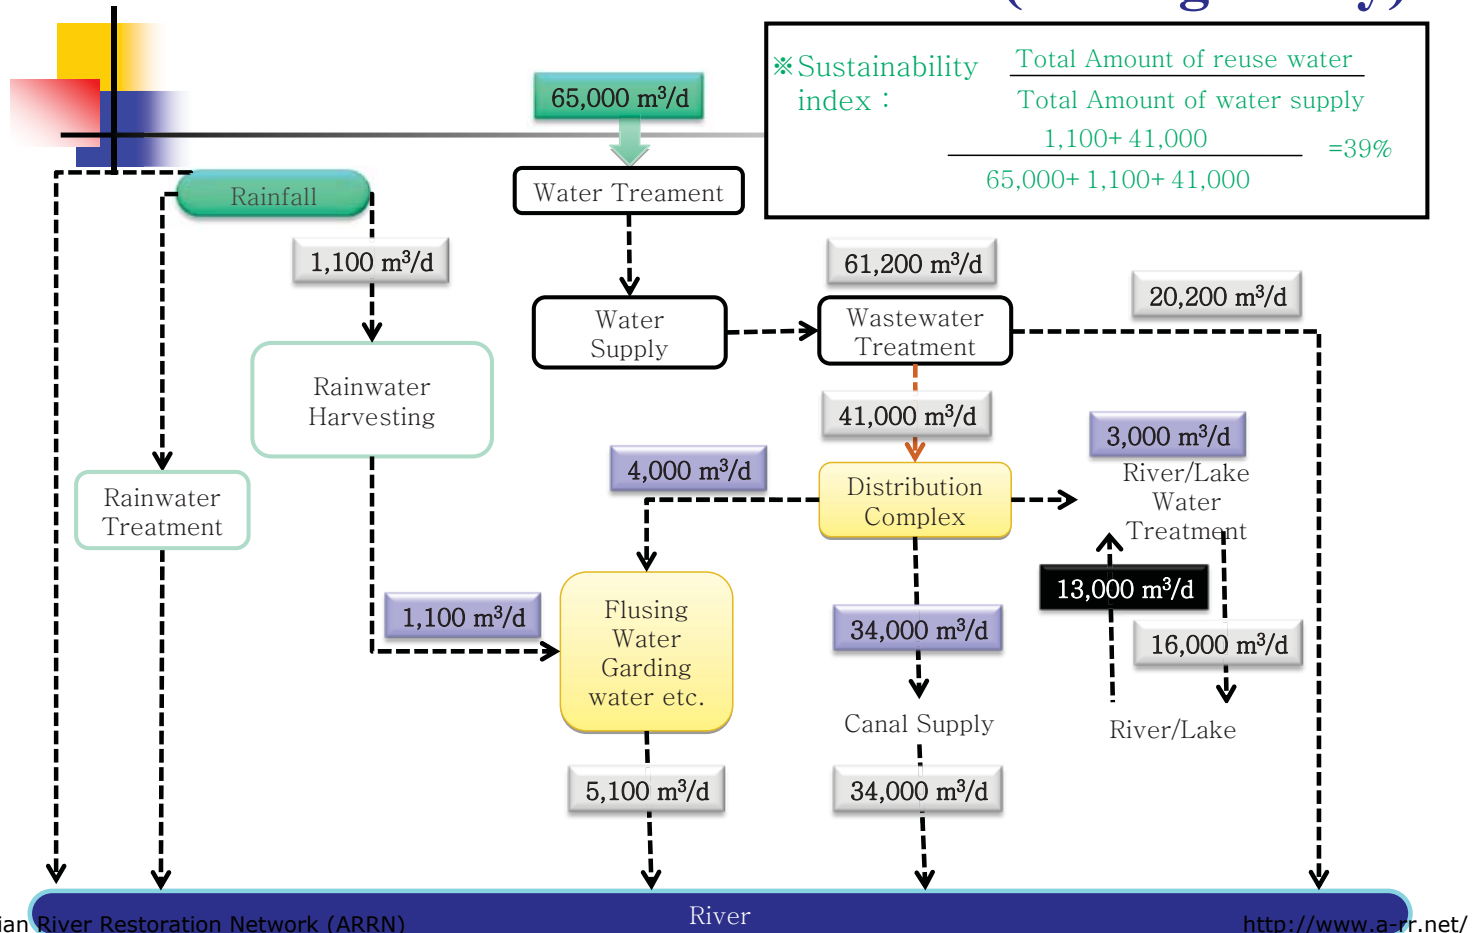 ※Sustainability
index :
Total Amount of reuse water
Total Amount of water supply
1,100+ 41,000
65,000+ 1,100+ 41,000
=39%
65,000 m³/d
Rainfall
Water Treament
1,100 m³/d
61,200 m³/d
20,200 m³/d
Water
Supply
Wastewater
Treatment
Rainwater
Harvesting
41,000 m³/d
3,000 m³/d
4,000 m³/d
River/Lake
Water
Treatment
Distribution
Complex
Rainwater
Treatment
13,000 m³/d
1,100 m³/d
Flusing
Water
Garding
water etc.
34,000 m³/d
16,000 m³/d
Canal Supply
River/Lake
5,100 m³/d
34,000 m³/d
River
ian River Restoration Network (ARRN)
http://www.a-rr.net/